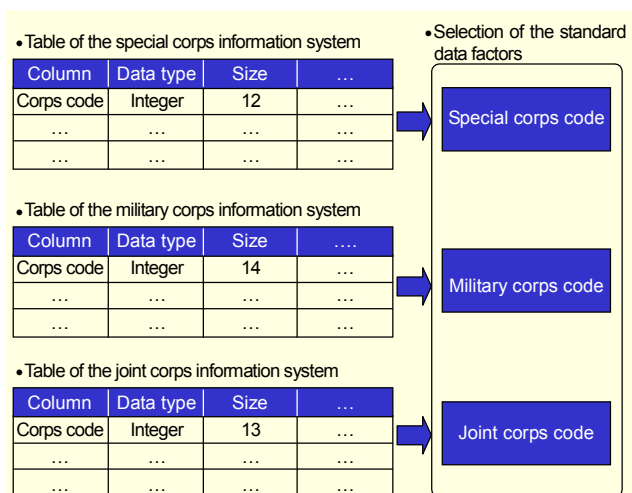 •Table of the special corps information system
Column Data type Size …
Corps code Integer 12 …
… … … …
… … … …
•Table of the military corps information system
Column Data type Size ….
Corps code Integer 14 …
… … … …
… … … …
•Table of the joint corps information system
Column Data type Size …
Corps code Integer 13 …
… … … …
… … … …
•Selection of the standard
data factors
Special corps code
Military corps code
Joint corps code